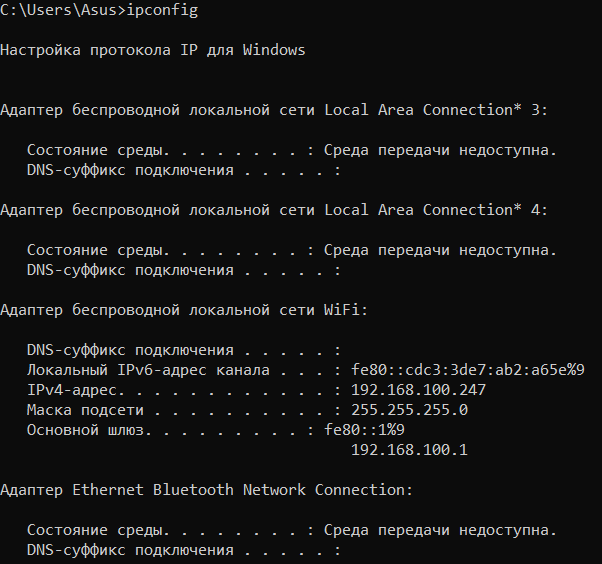 C:\Users\Asus>ipconfig
Настройка протокола IP для Windows
Адаптер беспроводной локальной сети Local Area Connection* 3:
Состояние среды. . . . . . . . : Среда передачи недоступна.
DNS-суффикс подключения . . . . . :
Адаптер беспроводной локальной сети Local Area Connection* 4:
Состояние среды. . . . . . . . : Среда передачи недоступна.
DNS-суффикс подключения . . . . . :
Адаптер беспроводной локальной сети WiFi:
DNS-суффикс подключения . . . . . :
Локальный IPv6-адрес канала . . . : fe80::cdc3:3de7:ab2:a65e%9
IPv4-адрес. . . . . . . . . . . . : 192.168.100.247
Маска подсети . . . . . . . . . . : 255.255.255.0
Основной шлюз. . . . . . . . . : fe80::1%9
192.168.100.1
Адаптер Ethernet Bluetooth Network Connection:
Состояние среды. . . . . . . . : Среда передачи недоступна.
DNS-суффикс подключения . . . . . :